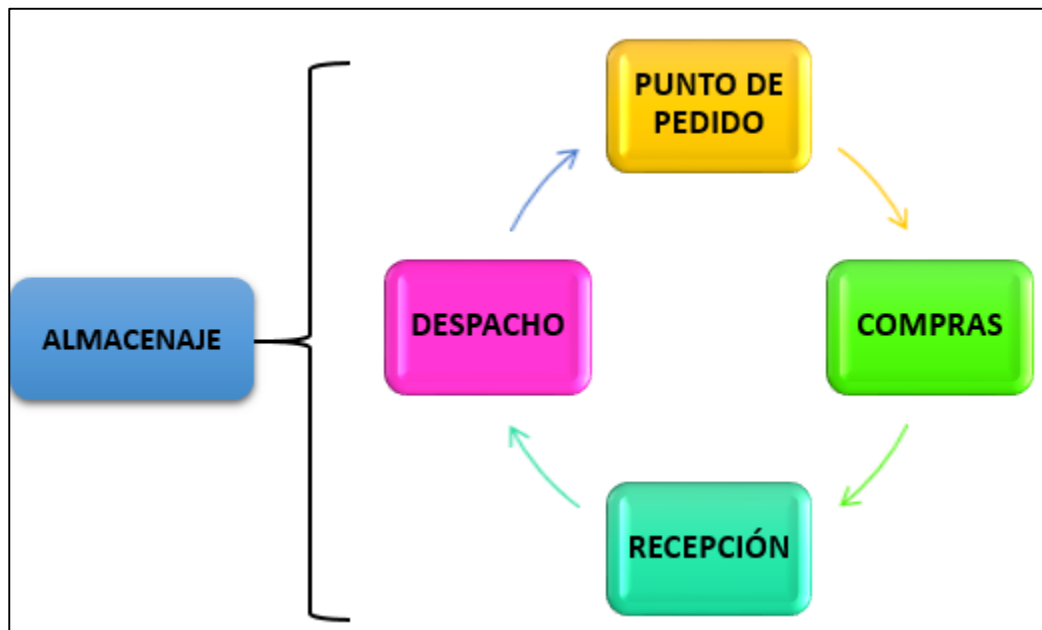 PUNTO DE
PEDIDO
DESPACHO
COMPRAS
ALMACENAJE
RECEPCIÓN